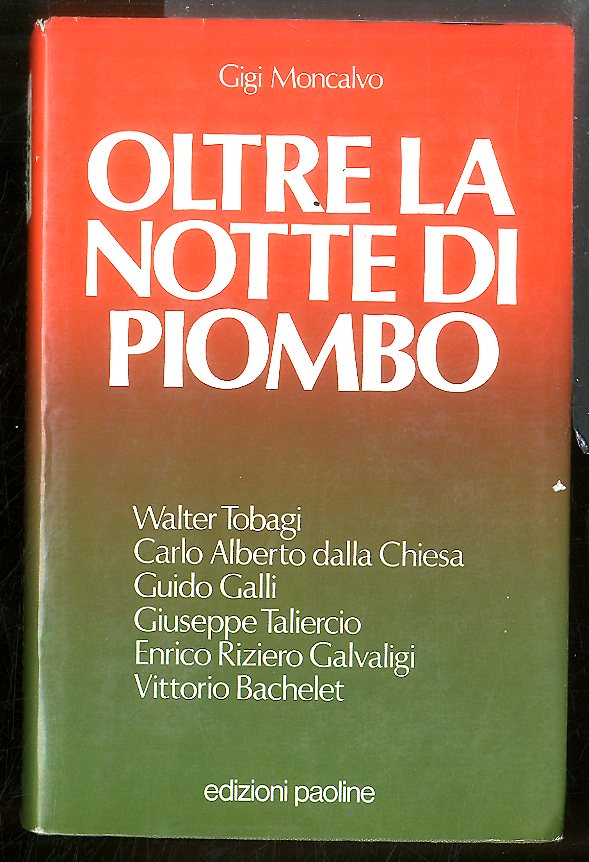 Gigi Moncalvo
OLTRE LA
NOTTE DI
PIOMBO
Walter Tobagi
Carlo Alberto dalla Chiesa
Guido Galli
Giuseppe Taliercio
Enrico Riziero Galvaligi
Vittorio Bachelet
edizioni paoline